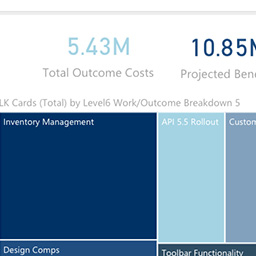 5.43M
10.85M
Total Outcome Costs
Projected Bene
LK Cards (Total) by Level6 Work/Outcome Breakdown 5
Inventory Management
API 5.5 Rollout
Custom
Design Comps
Toolbar Functionality